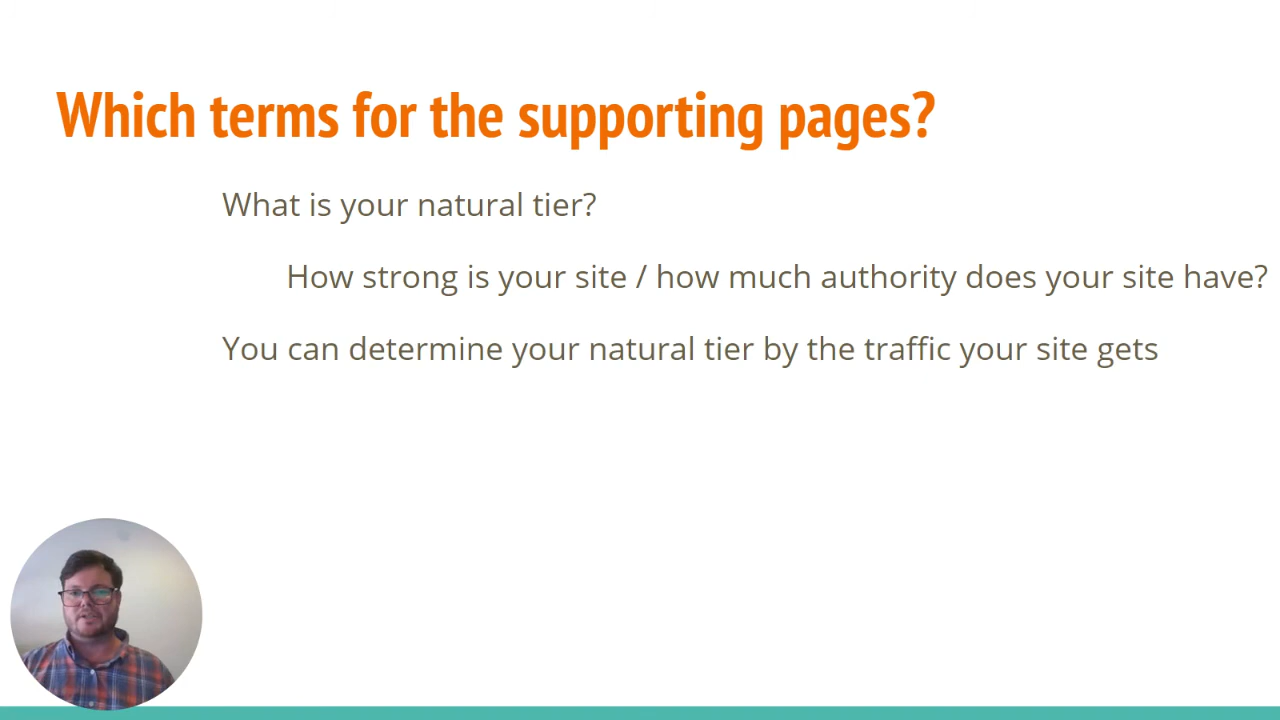 Which terms for the supporting pages?
What is your natural tier?
How strong is your site / how much authority does your site have?
You can determine your natural tier by the traffic your site gets